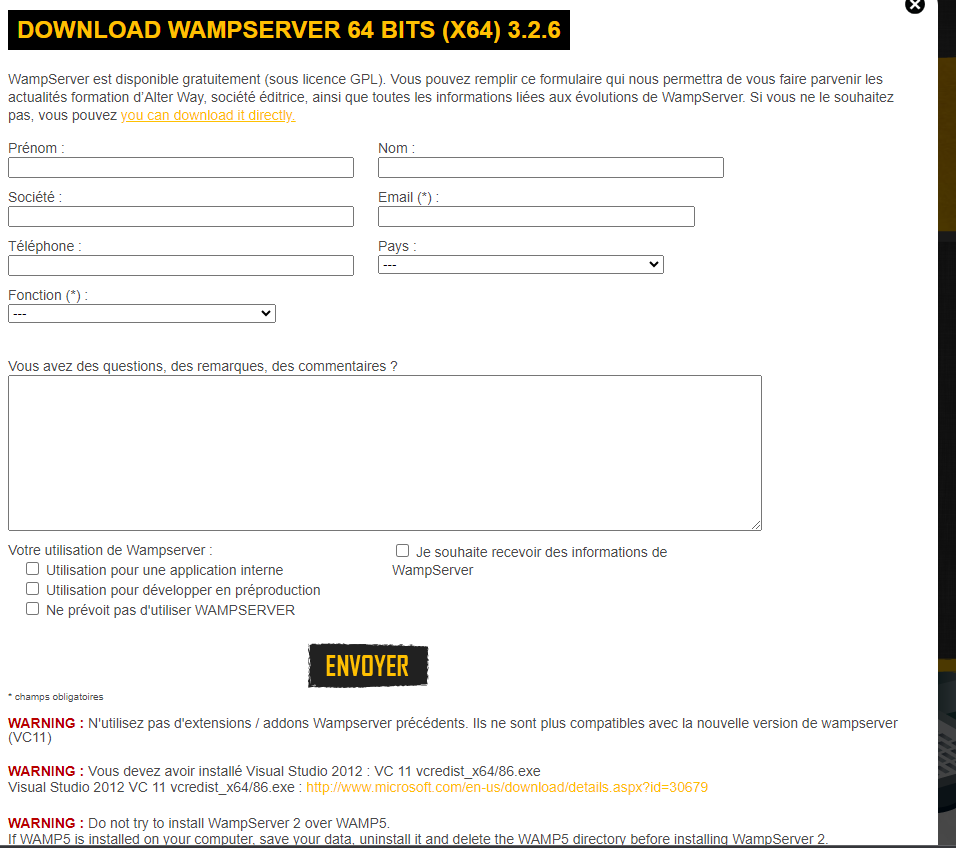 DOWNLOAD WAMPSERVER 64 BITS (X64) 3.2.6
WampServer est disponible gratuitement (sous licence GPL). Vous pouvez remplir ce formulaire qui nous permettra de vous faire parvenir les
actualités formation d'Alter Way, société éditrice, ainsi que toutes les informations liées aux évolutions de WampServer. Si vous ne le souhaitez
pas, vous pouvez you can download it directly.
Prénom :
Nom :
Société :
Email (*) :
Téléphone :
Pays :
---
Fonction (*) :
---
Vous avez des questions, des remarques, des commentaires ?
Votre utilisation de Wampserver :
Utilisation pour une application interne
Utilisation pour développer en préproduction
Ne prévoit pas d'utiliser WAMPSERVER
Je souhaite recevoir des informations de
WampServer
ENVOYER
* champs obligatoires
WARNING : N'utilisez pas d'extensions / addons Wampserver précédents. Ils ne sont plus compatibles avec la nouvelle version de wampserver
(VC11)
WARNING : Vous devez avoir installé Visual Studio 2012 : VC 11 vcredist_x64/86.exe
Visual Studio 2012 VC 11 vcredist_x64/86.exe : http://www.microsoft.com/en-us/download/details.aspx?id=30679
WARNING : Do not try to install WampServer 2 over WAMP5.
If WAMP5 is installed on your computer, save your data, uninstall it and delete the WAMP5 directory before installing WampServer 2.